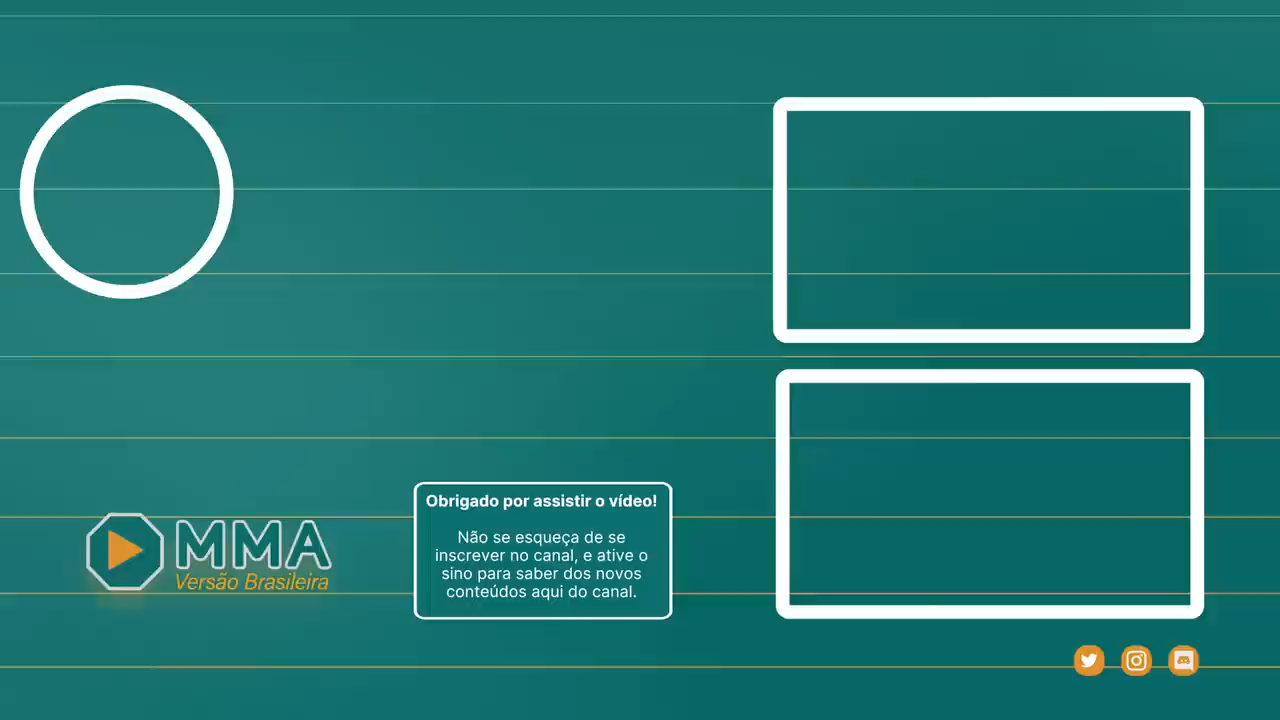 MMA
Versão Brasileira
Obrigado por assistir o vídeo!
Não se esqueça de se
inscrever no canal, e ative o
sino para saber dos novos
conteúdos aqui do canal.